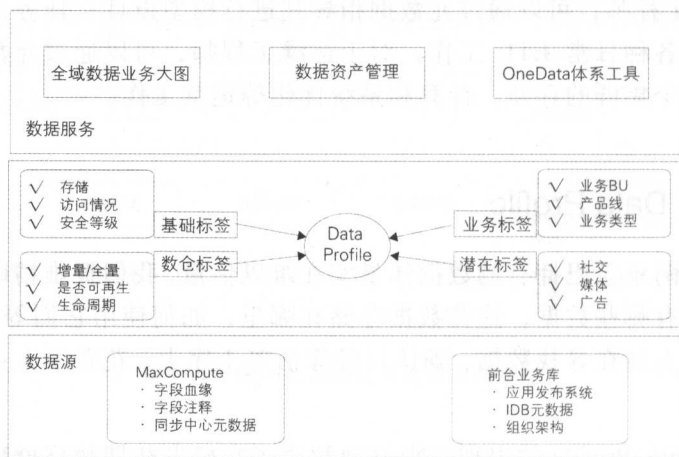 全域数据业务大图
数据资产管理
OneData体系工具
数据服务
√ 存储
√ 访问情况
√ 安全等级
基础标签
数仓标签
√ 增量/全量
√ 是否可再生
√ 生命周期
Data
Profile
业务标签
潜在标签
√ 业务BU
√ 产品线
√ 业务类型
√ 社交
√ 媒体
√ 广告
数据源
MaxCompute
· 字段血缘
· 字段注释
· 同步中心元数据
前台业务库
· 应用发布系统
· IDB元数据
· 组织架构